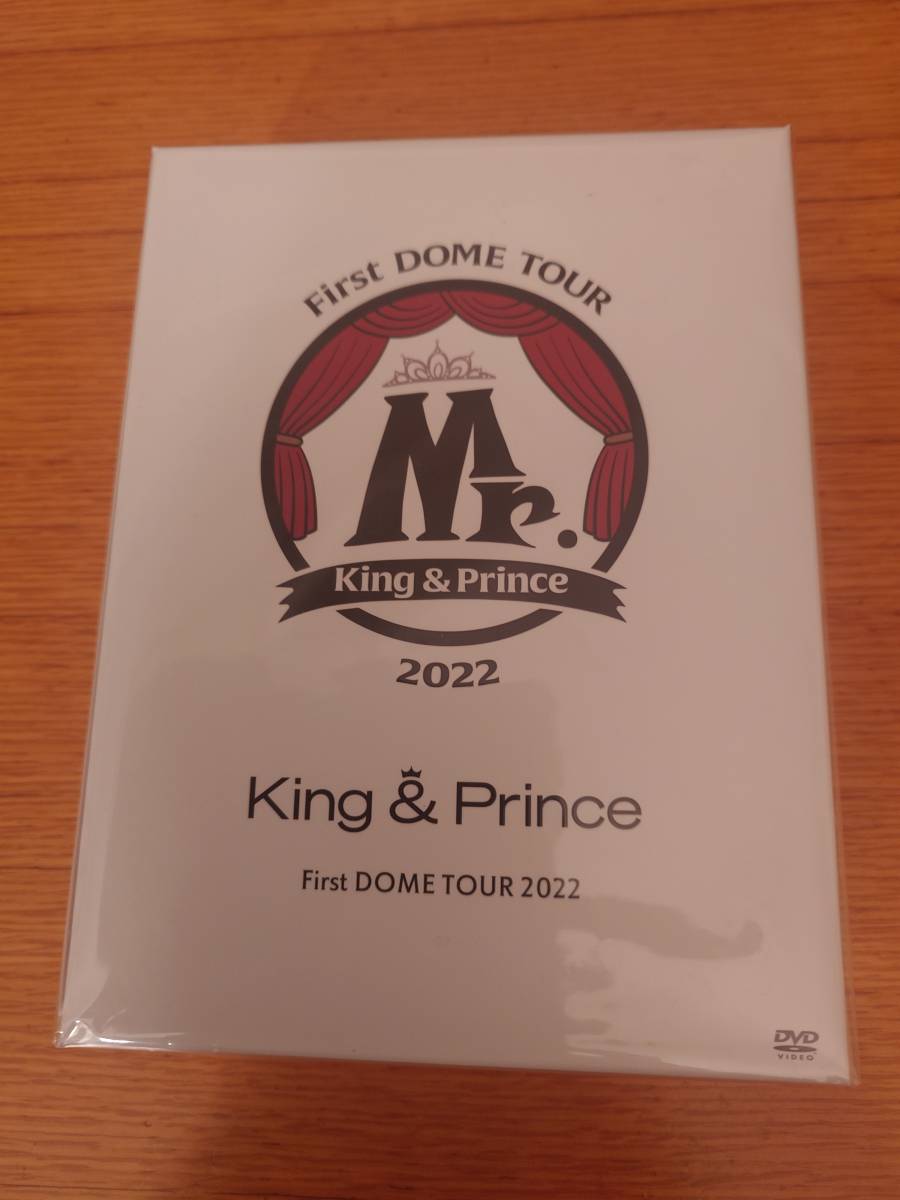 First DOME TOUR
Mr.
King & Prince
2022
King & Prince
First DOME TOUR 2022
DVD
VIDEO